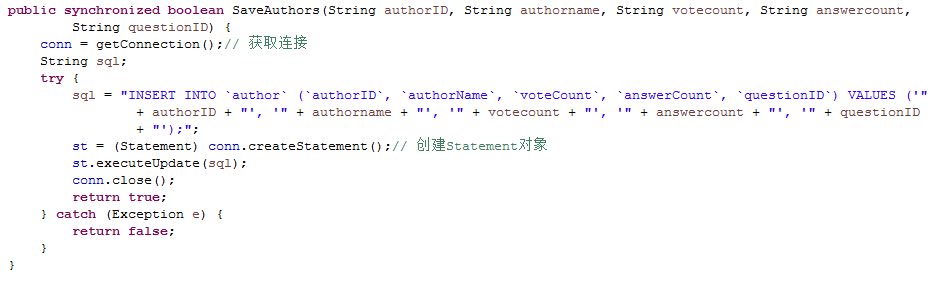 public synchronized boolean SaveAuthors(String authorID, String authorname, String votecount, String answercount,
String questionID) {
conn = getConnection();// 获取连接
String sql;
try {
sql = "INSERT INTO `author` (`authorID`, `authorName`, `voteCount`, `answerCount`, `questionID`) VALUES ('"
+ authorID + "', '" + authorname + "', '" + votecount + "', '" + answercount + "', '" + questionID
+ "');";
st = (Statement) conn.createStatement();// 创建Statement对象
st.executeUpdate(sql);
conn.close();
return true;
} catch (Exception e) {
return false;
}
}